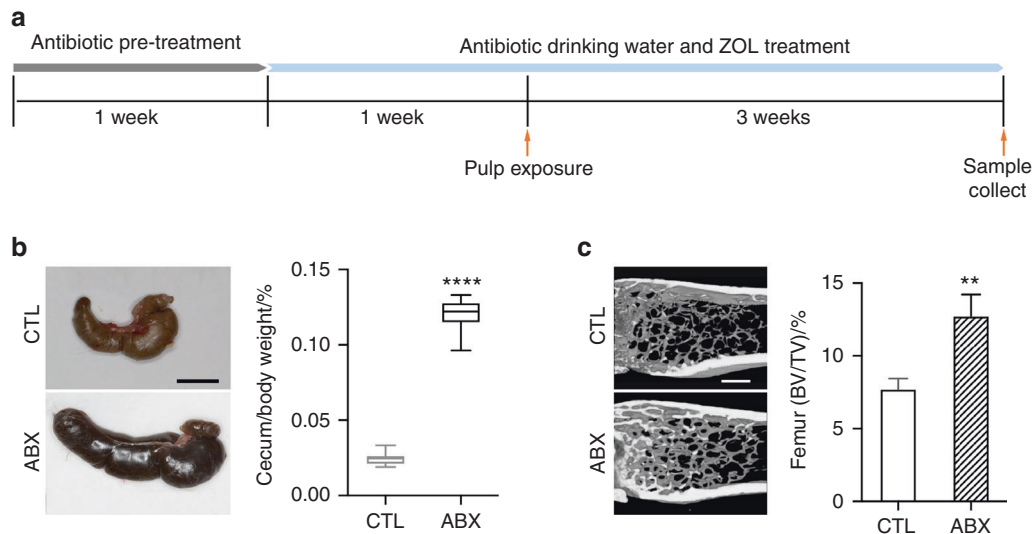 a
Antibiotic pre-treatment
Antibiotic drinking water and ZOL treatment
1 week
1 week
3 weeks
Pulp exposure
Sample
collect
b
CTL
ABX
Cecum/body weight/%
0.15
0.10
0.05
0.00
****
CTL
ABX
c
CTL
ABX
Femur (BV/TV)/%
15
10
5
0
**
CTL
ABX